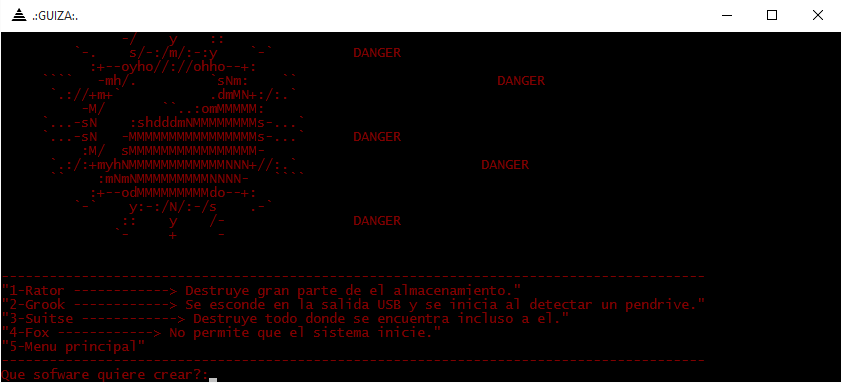 .:GUIZA:.
DANGER
DANGER
DANGER
DANGER
DANGER
"1-Rator ------------> Destruye gran parte de el almacenamiento."
"2-Grook ------------> Se esconde en la salida USB y se inicia al detectar un pendrive."
"3-Suitse ------------> Destruye todo donde se encuentra incluso a el."
"4-Fox ------------> No permite que el sistema inicie."
"5-Menu principal"
Que sofware quiere crear?: